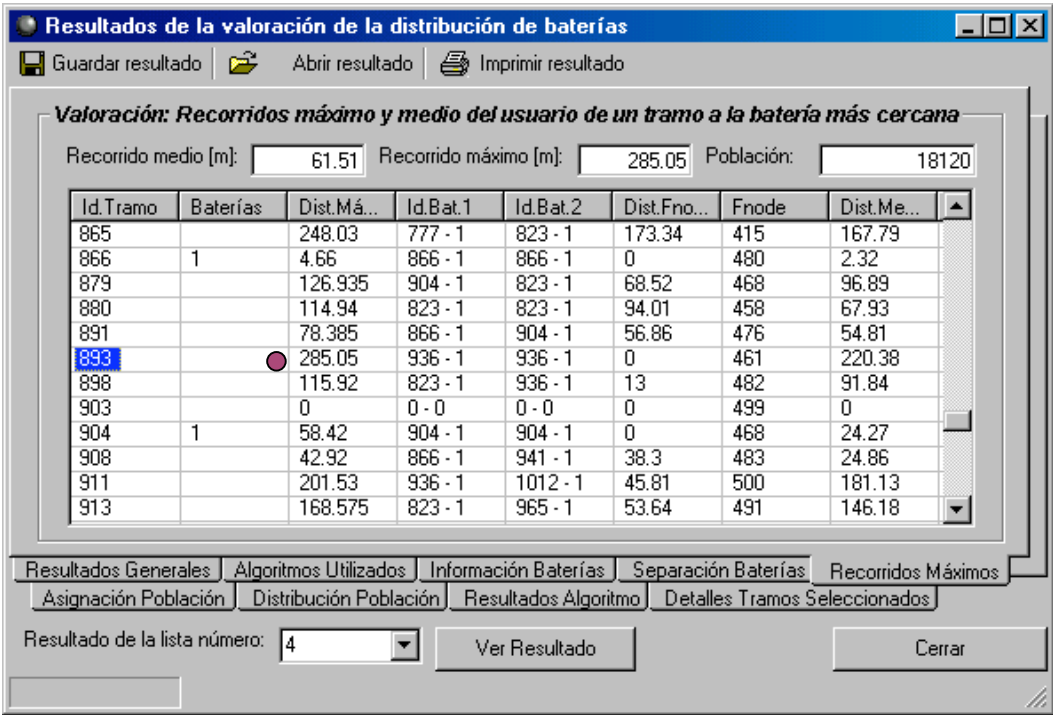 Resultados de la valoración de la distribución de baterías
Guardar resultado Abrir resultado Imprimir resultado
Valoración: Recorridos máximo y medio del usuario de un tramo a la batería más cercana
Recorrido medio [m]: 61.51 Recorrido máximo [m]: 285.05 Población: 18120
Id.Tramo Baterías Dist.Má... Id.Bat.1 Id.Bat.2 Dist.Fno... Fnode Dist.Me...
865 248.03 777 - 1 823 - 1 173.34 415 167.79
866 1 4.66 866 - 1 866 - 1 0 480 2.32
879 126.935 904 - 1 823 - 1 68.52 468 96.89
880 114.94 823 - 1 823 - 1 94.01 458 67.93
891 78.385 866 - 1 904 - 1 56.86 476 54.81
893 285.05 936 - 1 936 - 1 0 461 220.38
898 115.92 823 - 1 936 - 1 13 482 91.84
903 0 0 - 0 0 - 0 0 499 0
904 1 58.42 904 - 1 904 - 1 0 468 24.27
908 42.92 866 - 1 941 - 1 38.3 483 24.86
911 201.53 936 - 1 1012 - 1 45.81 500 181.13
913 168.575 823 - 1 965 - 1 53.64 491 146.18
Resultados Generales Algoritmos Utilizados Información Baterías Separación Baterías Recorridos Máximos
Asignación Población Distribución Población Resultados Algoritmo Detalles Tramos Seleccionados
Resultado de la lista número: 4 Ver Resultado Cerrar